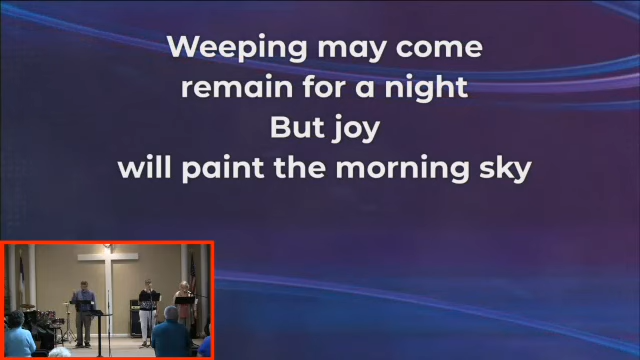 Weeping may come
remain for a night
But joy
will paint the morning sky